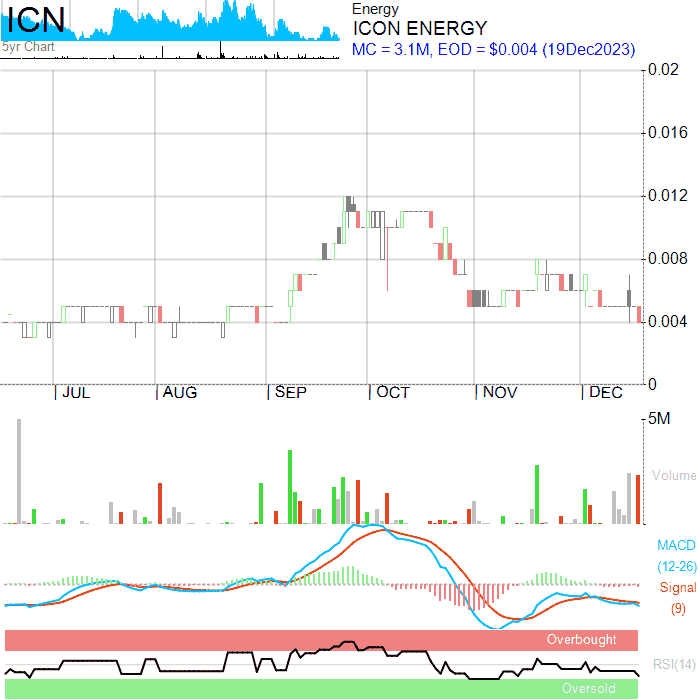 ICN
5yr Chart
Energy
ICON ENERGY
MC = 3.1M, EOD = $0.004 (19Dec2023)
0.02
0.016
0.012
0.008
0.004
0
JUL AUG SEP OCT NOV DEC
5M
Volume
MACD
(12-26)
Signal
(9)
Overbought
RSI(14)
Oversold